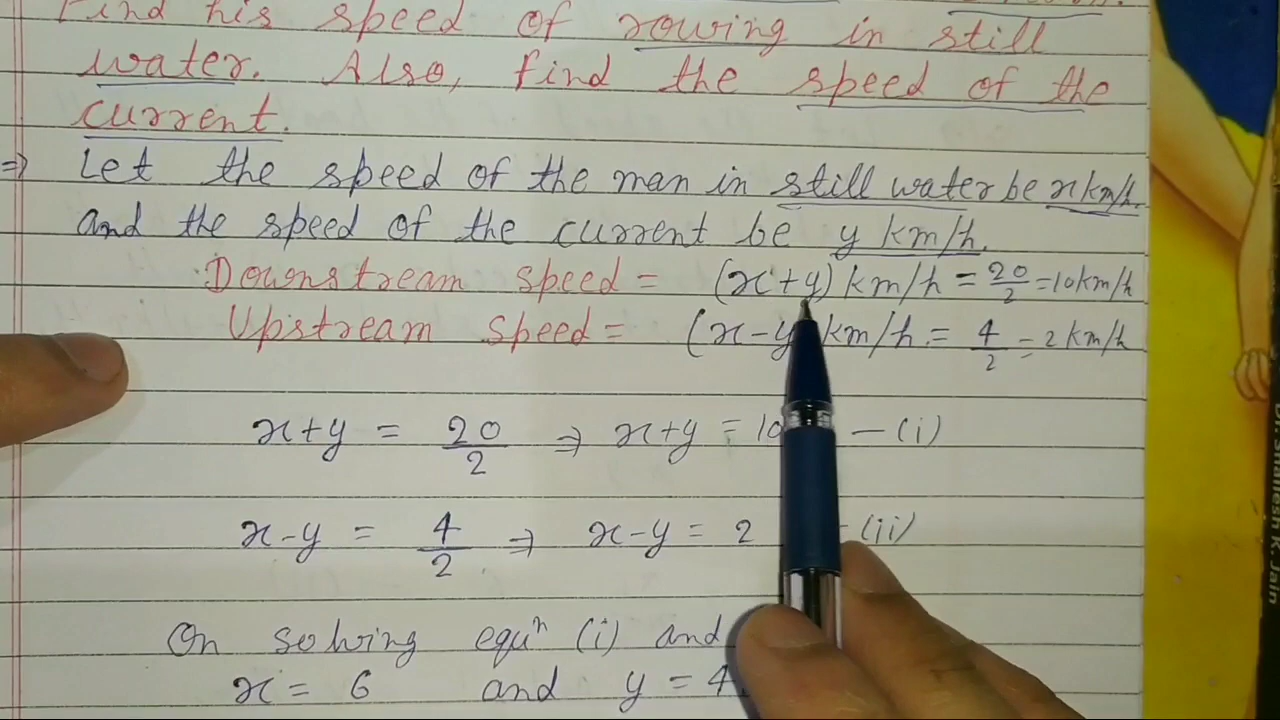 Find his speed of rowing in still
water. Also, find the speed of the
current.
⇒ Let the speed of the man in still water be x km/h.
and the speed of the current be y km/h.
Downstream speed = (x+y) km/h = 20/2 = 10 km/h
Upstream speed = (x-y) km/h = 4/2 = 2 km/h
x+y = 20/2 ⇒ x+y = 10 — (i)
x-y = 4/2 ⇒ x-y = 2 — (ii)
On solving equⁿ (i) and
x = 6 and y = 4
Shailesh K. Jain